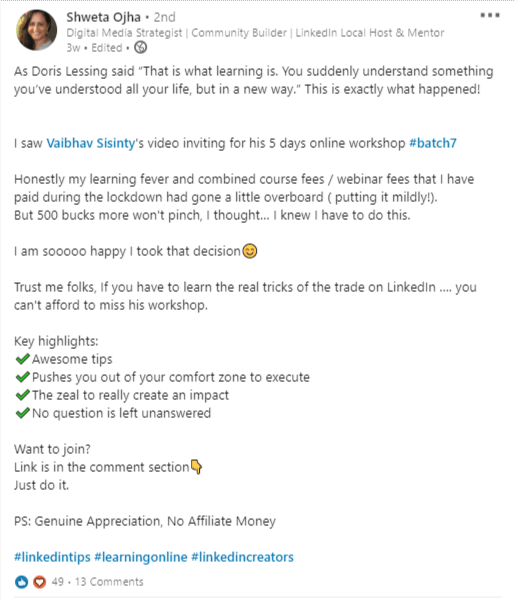 Shweta Ojha • 2nd
Digital Media Strategist | Community Builder | LinkedIn Local Host & Mentor
3w • Edited •
As Doris Lessing said “That is what learning is. You suddenly understand something
you’ve understood all your life, but in a new way.” This is exactly what happened!
I saw Vaibhav Sisinty's video inviting for his 5 days online workshop #batch7
Honestly my learning fever and combined course fees / webinar fees that I have
paid during the lockdown had gone a little overboard ( putting it mildly!).
But 500 bucks more won't pinch, I thought... I knew I have to do this.
I am sooooo happy I took that decision😊
Trust me folks, If you have to learn the real tricks of the trade on LinkedIn .... you
can't afford to miss his workshop.
Key highlights:
✔Awesome tips
✔Pushes you out of your comfort zone to execute
✔The zeal to really create an impact
✔No question is left unanswered
Want to join?
Link is in the comment section👇
Just do it.
PS: Genuine Appreciation, No Affiliate Money
#linkedintips #learningonline #linkedincreators
49 • 13 Comments